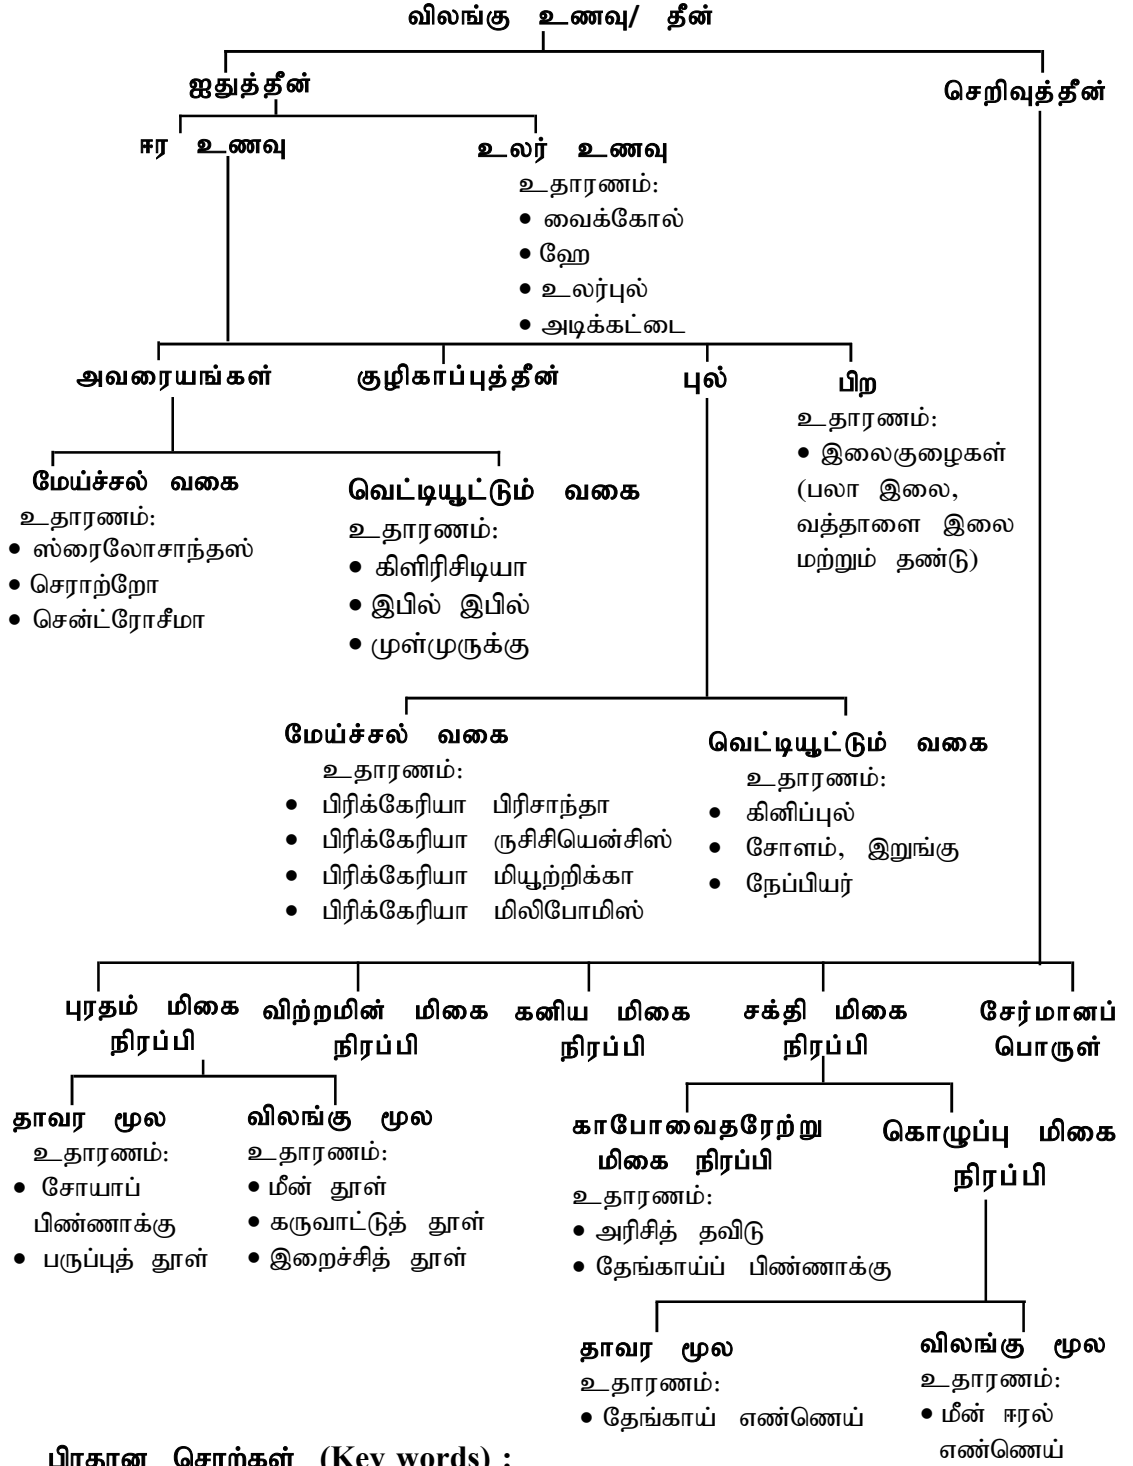 விலங்கு உணவு/ தீன்
ஐதுத்தீன்
செறிவுத்தீன்
ஈர உணவு
உலர் உணவு
உதாரணம்:
• வைக்கோல்
• ஹே
• உலர்புல்
• அடிக்கட்டை
அவரையங்கள்
குழிகாப்புத்தீன்
புல்
பிற
உதாரணம்:
• இலைகுழைகள்
(பலா இலை,
வத்தாளை இலை
மற்றும் தண்டு)
மேய்ச்சல் வகை
உதாரணம்:
• ஸ்ரைலோசாந்தஸ்
• செராற்றோ
• சென்ட்ரோசீமா
வெட்டியூட்டும் வகை
உதாரணம்:
• கிளிரிசிடியா
• இபில் இபில்
• முள்முருக்கு
மேய்ச்சல் வகை
உதாரணம்:
• பிரிக்கேரியா பிரிசாந்தா
• பிரிக்கேரியா ருசிசியென்சிஸ்
• பிரிக்கேரியா மியூற்றிக்கா
• பிரிக்கேரியா மிலிபோமிஸ்
வெட்டியூட்டும் வகை
உதாரணம்:
• கினிப்புல்
• சோளம், இறுங்கு
• நேப்பியர்
புரதம் மிகை
நிரப்பி
விற்றமின் மிகை
நிரப்பி
கனிய மிகை
நிரப்பி
சக்தி மிகை
நிரப்பி
சேர்மானப்
பொருள்
தாவர மூல
உதாரணம்:
• சோயாப்
பிண்ணாக்கு
• பருப்புத் தூள்
விலங்கு மூல
உதாரணம்:
• மீன் தூள்
• கருவாட்டுத் தூள்
• இறைச்சித் தூள்
காபோவைதரேற்று
மிகை நிரப்பி
உதாரணம்:
• அரிசித் தவிடு
• தேங்காய்ப் பிண்ணாக்கு
கொழுப்பு மிகை
நிரப்பி
தாவர மூல
உதாரணம்:
• தேங்காய் எண்ணெய்
விலங்கு மூல
உதாரணம்:
• மீன் ஈரல்
எண்ணெய்
பிரதான சொற்கள் (Key words) :